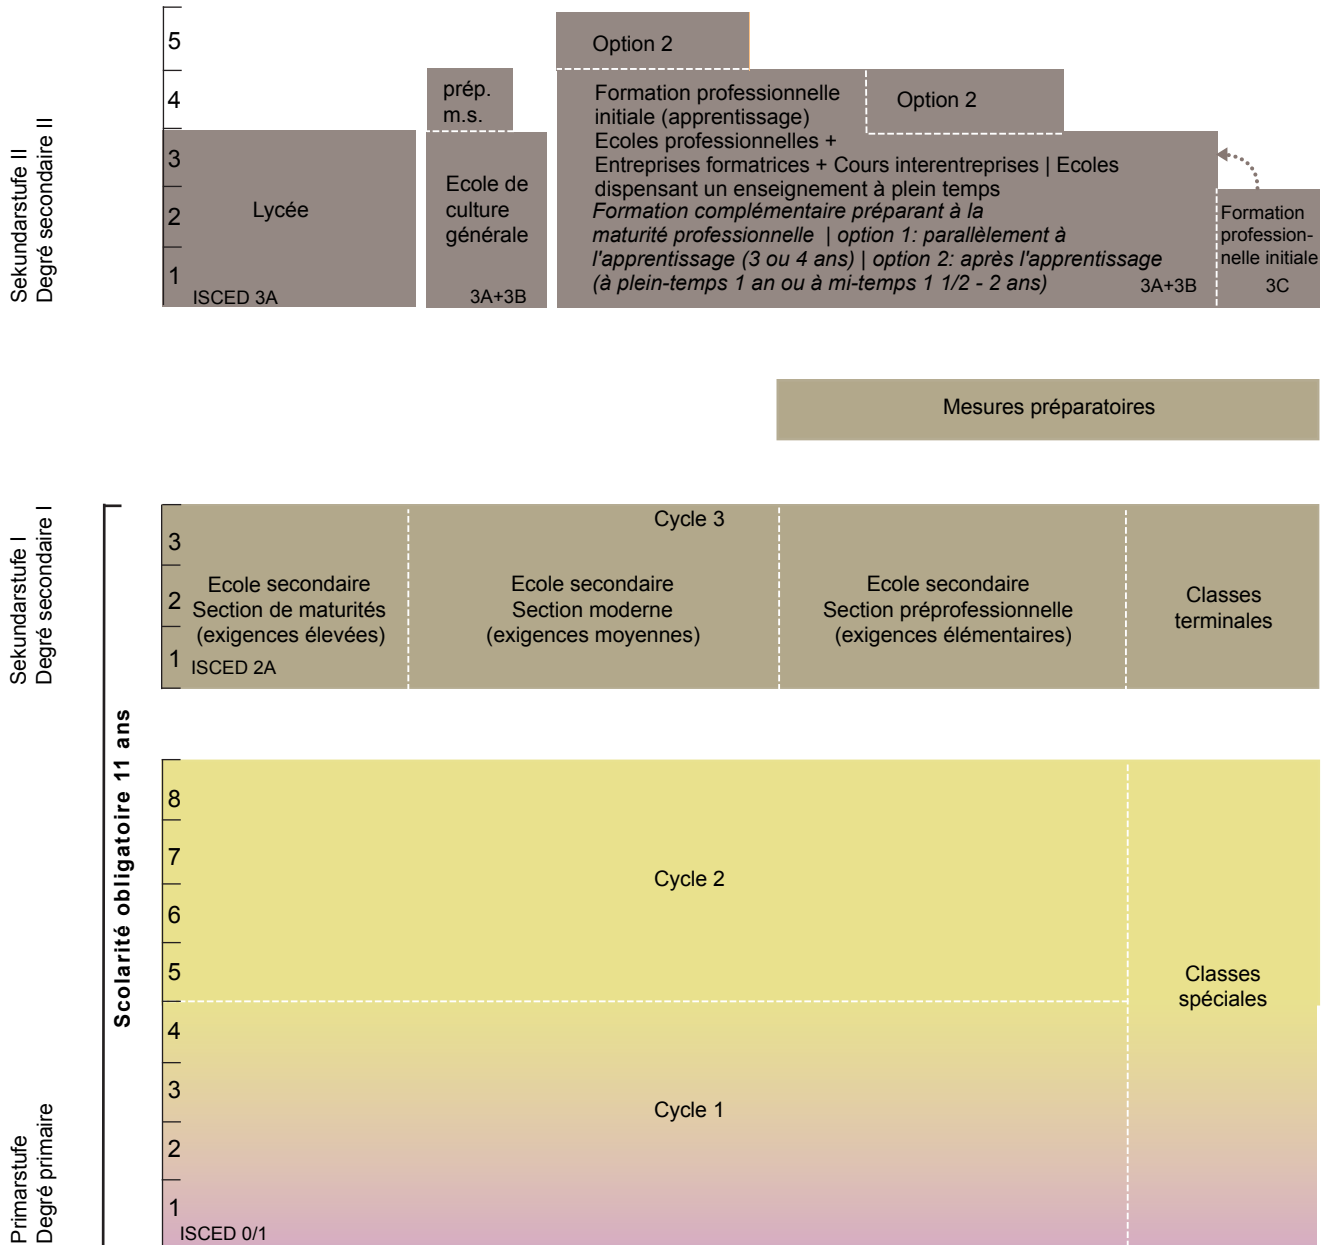 Sekundarstufe II
Degré secondaire II
5
4
3
2
1
Option 2
prép.
m.s.
Formation professionnelle
initiale (apprentissage)
Ecoles professionnelles +
Entreprises formatrices + Cours interentreprises | Ecoles
dispensant un enseignement à plein temps
Formation complémentaire préparant à la
maturité professionnelle | option 1: parallèlement à
l'apprentissage (3 ou 4 ans) | option 2: après l'apprentissage
(à plein-temps 1 an ou à mi-temps 1 1/2 - 2 ans)
3A+3B
Option 2
Lycée
ISCED 3A
Ecole de
culture
générale
3A+3B
Formation
profession-
nelle initiale
3C
Mesures préparatoires
Sekundarstufe I
Degré secondaire I
Scolarité obligatoire 11 ans
3
2
1
Cycle 3
Ecole secondaire
Section de maturités
(exigences élevées)
ISCED 2A
Ecole secondaire
Section moderne
(exigences moyennes)
Ecole secondaire
Section préprofessionnelle
(exigences élémentaires)
Classes
terminales
Primarstufe
Degré primaire
8
7
6
5
4
3
2
1
Cycle 2
Classes
spéciales
Cycle 1
ISCED 0/1